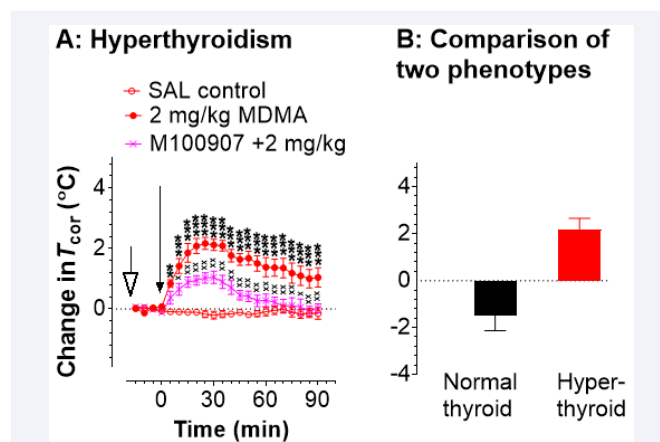 A: Hyperthyroidism
SAL control
2 mg/kg MDMA
M100907 +2 mg/kg
Change in Tcor (°C)
4
2
0
0 30 60 90
Time (min)
B: Comparison of
two phenotypes
4
2
0
-2
-4
Normal
thyroid
Hyper-
thyroid